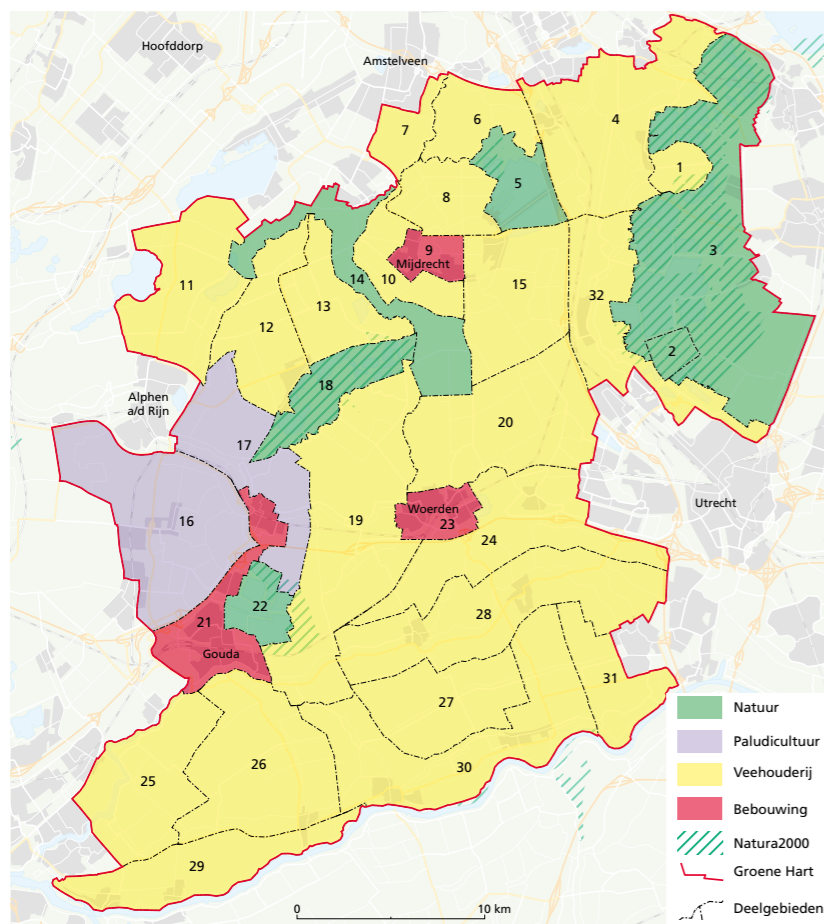 Hoofddorp
Amstelveen
7
6
4
5
1
8
3
9
Mijdrecht
11
14
10
15
32
13
12
2
18
Alphen
a/d Rijn
17
20
16
19
Woerden
23
Utrecht
24
22
21
28
Gouda
31
27
25
26
30
29
Natuur
Paludicultuur
Veehouderij
Bebouwing
Natura2000
Groene Hart
Deelgebieden
0 10 km